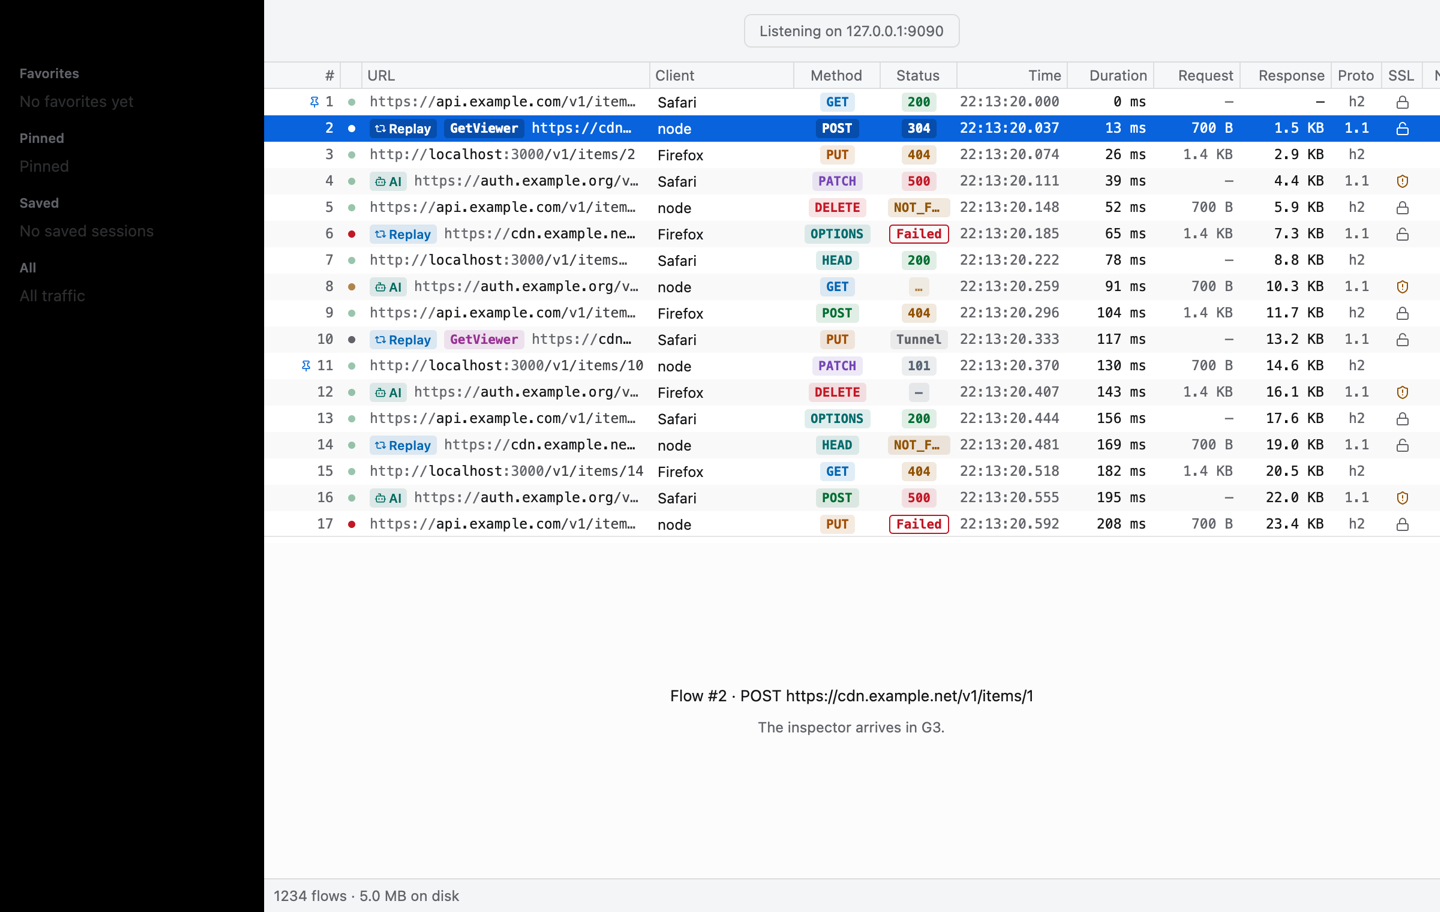 Listening on 127.0.0.1:9090
Favorites
No favorites yet
Pinned
Pinned
Saved
No saved sessions
All
All traffic
# URL Client Method Status Time Duration Request Response Proto SSL
1 https://api.example.com/v1/item… Safari GET 200 22:13:20.000 0 ms — — h2
2 Replay GetViewer https://cdn… node POST 304 22:13:20.037 13 ms 700 B 1.5 KB 1.1
3 http://localhost:3000/v1/items/2 Firefox PUT 404 22:13:20.074 26 ms 1.4 KB 2.9 KB h2
4 AI https://auth.example.org/v… Safari PATCH 500 22:13:20.111 39 ms — 4.4 KB 1.1
5 https://api.example.com/v1/item… node DELETE NOT_F… 22:13:20.148 52 ms 700 B 5.9 KB h2
6 Replay https://cdn.example.ne… Firefox OPTIONS Failed 22:13:20.185 65 ms 1.4 KB 7.3 KB 1.1
7 http://localhost:3000/v1/items… Safari HEAD 200 22:13:20.222 78 ms — 8.8 KB h2
8 AI https://auth.example.org/v… node GET … 22:13:20.259 91 ms 700 B 10.3 KB 1.1
9 https://api.example.com/v1/item… Firefox POST 404 22:13:20.296 104 ms 1.4 KB 11.7 KB h2
10 Replay GetViewer https://cdn… Safari PUT Tunnel 22:13:20.333 117 ms — 13.2 KB 1.1
11 http://localhost:3000/v1/items/10 node PATCH 101 22:13:20.370 130 ms 700 B 14.6 KB h2
12 AI https://auth.example.org/v… Firefox DELETE — 22:13:20.407 143 ms 1.4 KB 16.1 KB 1.1
13 https://api.example.com/v1/item… Safari OPTIONS 200 22:13:20.444 156 ms — 17.6 KB h2
14 Replay https://cdn.example.ne… node HEAD NOT_F… 22:13:20.481 169 ms 700 B 19.0 KB 1.1
15 http://localhost:3000/v1/items/14 Firefox GET 404 22:13:20.518 182 ms 1.4 KB 20.5 KB h2
16 AI https://auth.example.org/v… Safari POST 500 22:13:20.555 195 ms — 22.0 KB 1.1
17 https://api.example.com/v1/item… node PUT Failed 22:13:20.592 208 ms 700 B 23.4 KB h2
Flow #2 · POST https://cdn.example.net/v1/items/1
The inspector arrives in G3.
1234 flows · 5.0 MB on disk